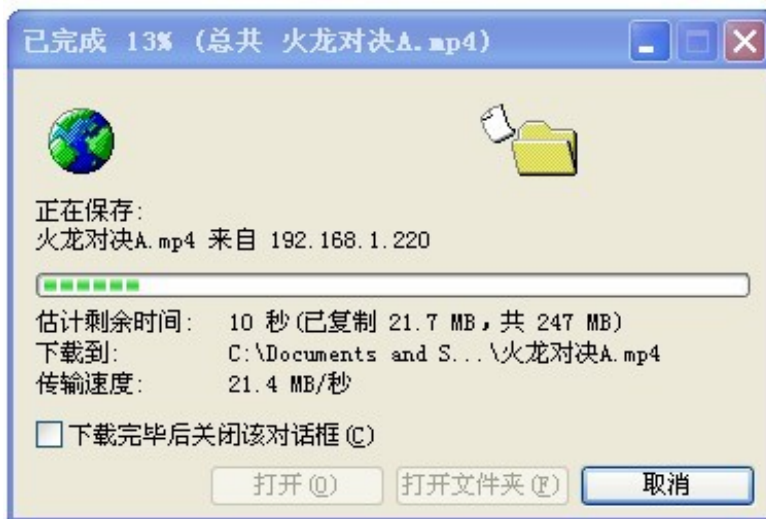 已完成 13% (总共 火龙对决A.mp4)
正在保存:
火龙对决A.mp4 来自 192.168.1.220
估计剩余时间: 10 秒(已复制 21.7 MB，共 247 MB)
下载到: C:\Documents and S...\火龙对决A.mp4
传输速度: 21.4 MB/秒
下载完毕后关闭该对话框(C)
打开(O) 打开文件夹(F) 取消